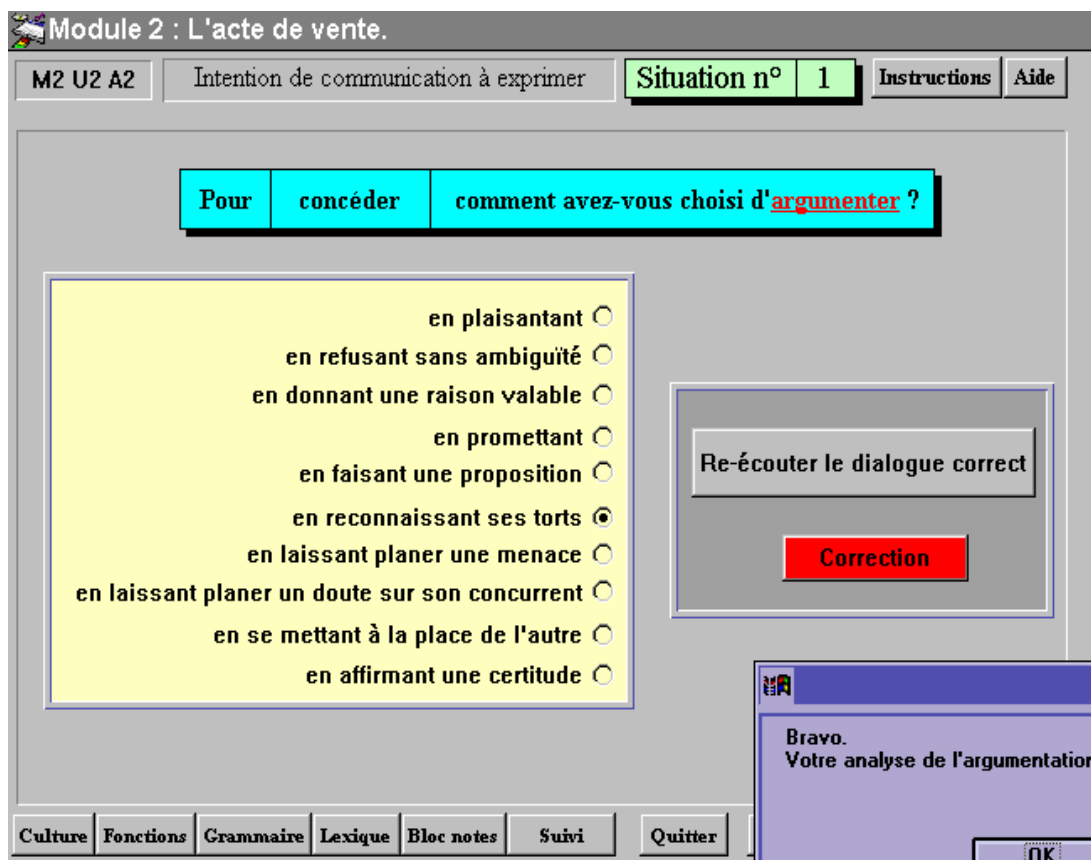 Module 2 : L'acte de vente.
M2 U2 A2 Intention de communication à exprimer Situation n° 1 Instructions Aide
Pour concéder comment avez-vous choisi d'argumenter ?
en plaisantant
en refusant sans ambiguïté
en donnant une raison valable
en promettant
en faisant une proposition
en reconnaissant ses torts
en laissant planer une menace
en laissant planer un doute sur son concurrent
en se mettant à la place de l'autre
en affirmant une certitude
Re-écouter le dialogue correct
Correction
Bravo.
Votre analyse de l'argumentation
OK
Culture Fonctions Grammaire Lexique Bloc notes Suivi Quitter